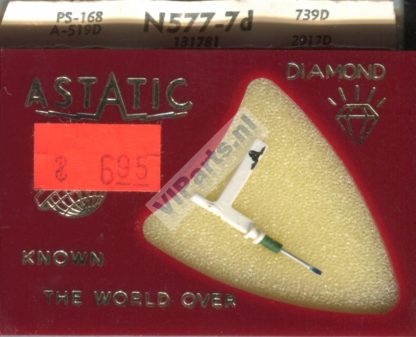 PS-168 N577-7d 739D
A-519D 131781 2917D
ASTATIC
DIAMOND
$ 6.95
KNOWN
THE WORLD OVER
VIParts.nl